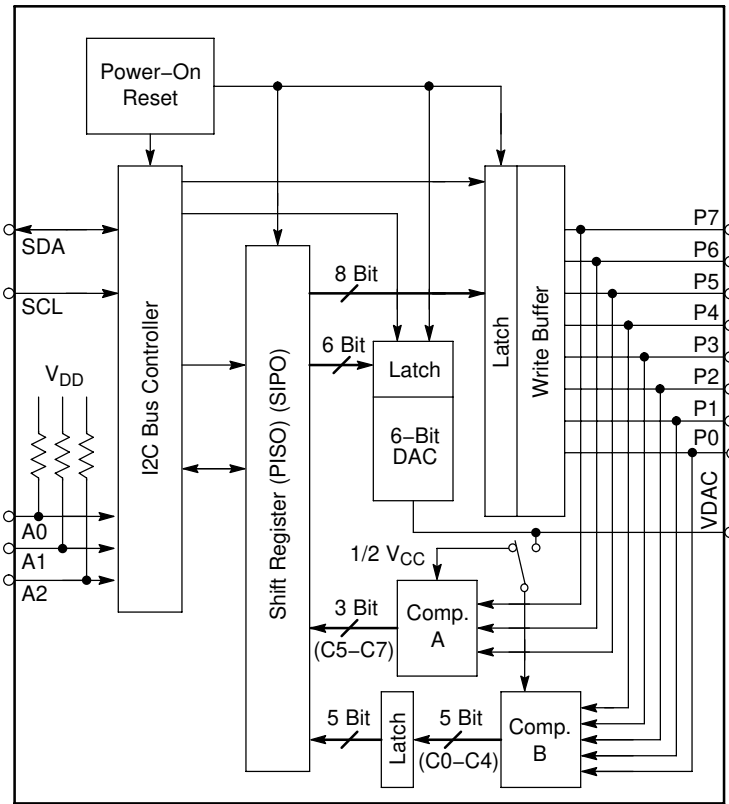 Power−On
Reset
SDA
SCL
VDD
A0
A1
A2
I2C Bus Controller
Shift Register (PISO) (SIPO)
8 Bit
6 Bit
Latch
6−Bit
DAC
Latch
Write Buffer
P7
P6
P5
P4
P3
P2
P1
P0
VDAC
1/2 VCC
Comp.
A
3 Bit
(C5−C7)
5 Bit
Latch
5 Bit
(C0−C4)
Comp.
B